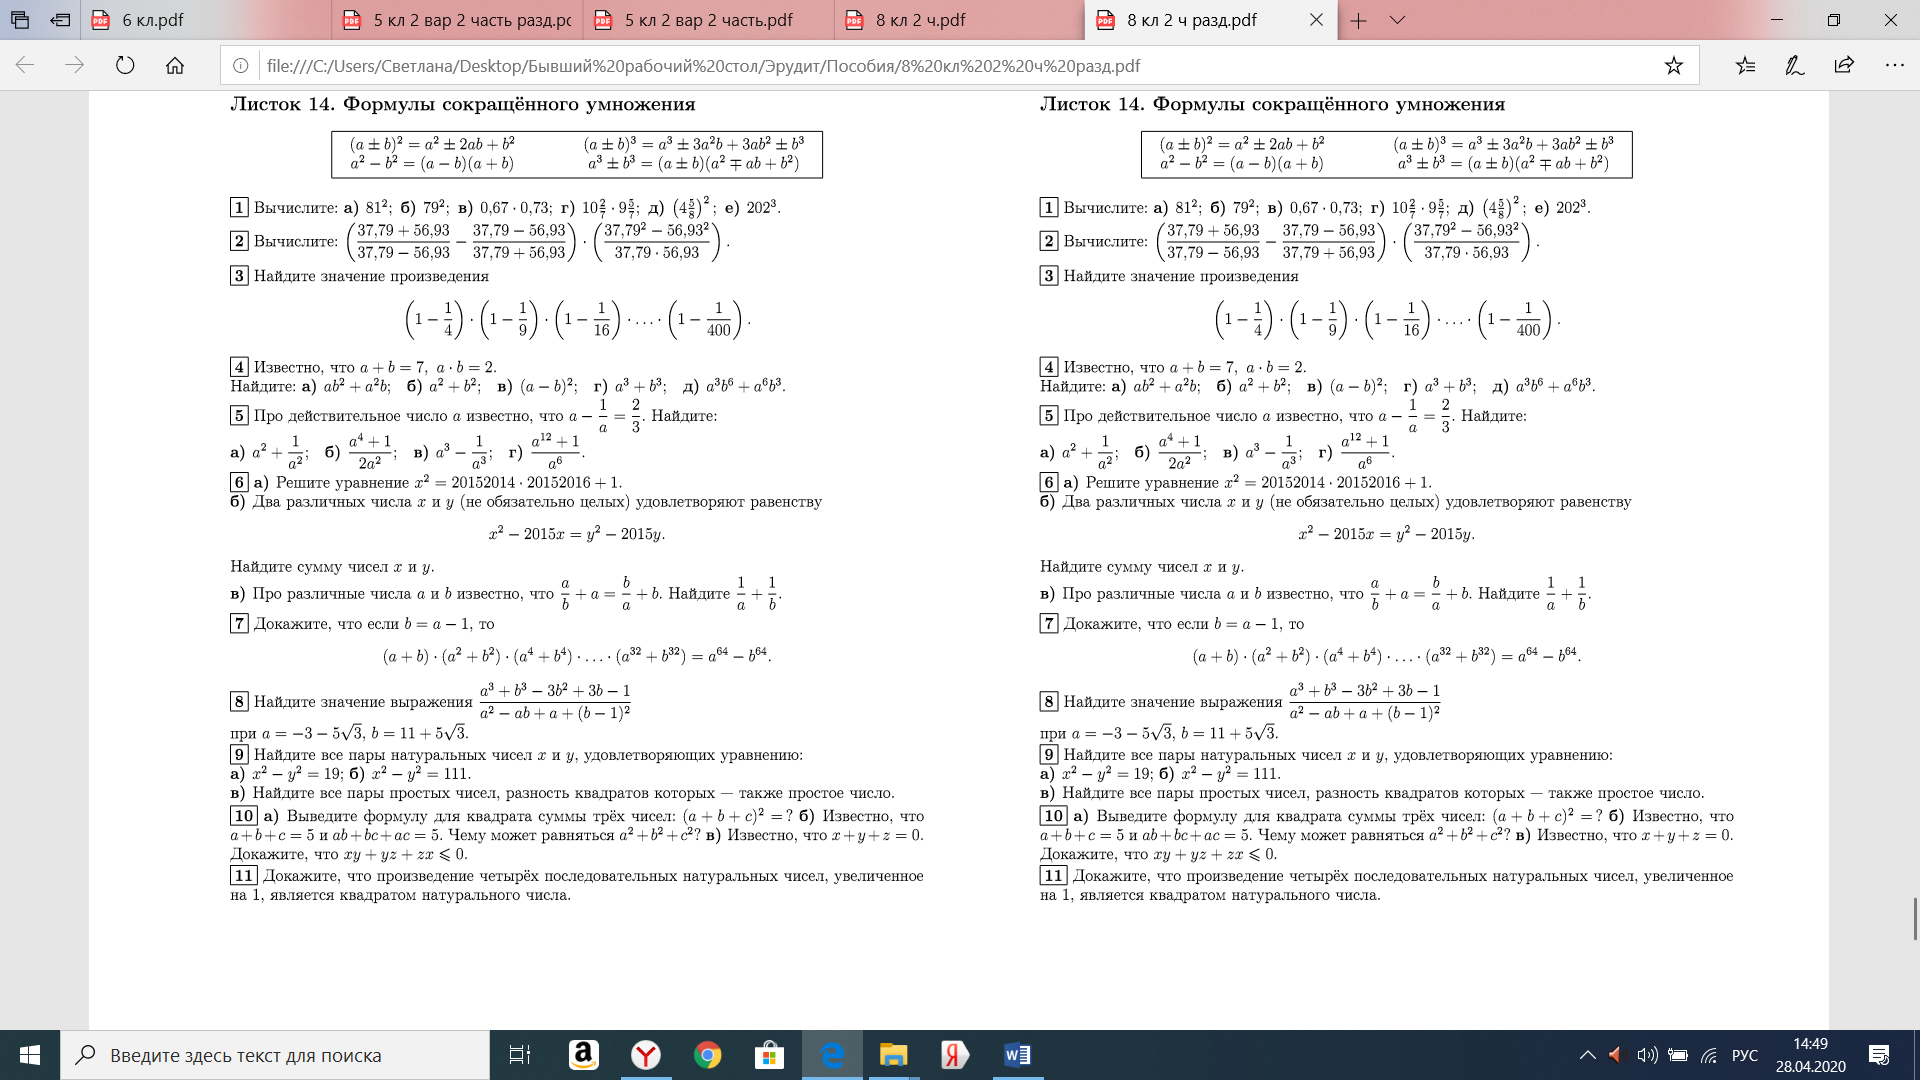 6 кл.pdf
5 кл 2 вар 2 часть разд.pc
5 кл 2 вар 2 часть.pdf
8 кл 2 ч.pdf
8 кл 2 ч разд.pdf
file:///C:/Users/Светлана/Desktop/Бывший%20рабочий%20стол/Эрудит/Пособия/8%20кл%202%20ч%20разд.pdf
Листок 14. Формулы сокращённого умножения
(a ± b)² = a² ± 2ab + b² (a ± b)³ = a³ ± 3a²b + 3ab² ± b³
a² − b² = (a − b)(a + b) a³ ± b³ = (a ± b)(a² ∓ ab + b²)
1 Вычислите: а) 81²; б) 79²; в) 0,67 · 0,73; г) 10 2/7 · 9 5/7; д) (4 5/8)²; е) 202³.
2 Вычислите: ((37,79 + 56,93)/(37,79 − 56,93) − (37,79 − 56,93)/(37,79 + 56,93)) · ((37,79² − 56,93²)/(37,79 · 56,93)).
3 Найдите значение произведения
(1 − 1/4) · (1 − 1/9) · (1 − 1/16) · … · (1 − 1/400).
4 Известно, что a + b = 7, a · b = 2.
Найдите: а) ab² + a²b; б) a² + b²; в) (a − b)²; г) a³ + b³; д) a³b⁶ + a⁶b³.
5 Про действительное число a известно, что a − 1/a = 2/3. Найдите:
а) a² + 1/a²; б) (a⁴ + 1)/(2a²); в) a³ − 1/a³; г) (a¹² + 1)/a⁶.
6 а) Решите уравнение x² = 20152014 · 20152016 + 1.
б) Два различных числа x и y (не обязательно целых) удовлетворяют равенству
x² − 2015x = y² − 2015y.
Найдите сумму чисел x и y.
в) Про различные числа a и b известно, что a/b + a = b/a + b. Найдите 1/a + 1/b.
7 Докажите, что если b = a − 1, то
(a + b) · (a² + b²) · (a⁴ + b⁴) · … · (a³² + b³²) = a⁶⁴ − b⁶⁴.
8 Найдите значение выражения (a³ + b³ − 3b² + 3b − 1)/(a² − ab + a + (b − 1)²)
при a = −3 − 5√3, b = 11 + 5√3.
9 Найдите все пары натуральных чисел x и y, удовлетворяющих уравнению:
а) x² − y² = 19; б) x² − y² = 111.
в) Найдите все пары простых чисел, разность квадратов которых — также простое число.
10 а) Выведите формулу для квадрата суммы трёх чисел: (a + b + c)² = ? б) Известно, что
a + b + c = 5 и ab + bc + ac = 5. Чему может равняться a² + b² + c²? в) Известно, что x + y + z = 0.
Докажите, что xy + yz + zx ⩽ 0.
11 Докажите, что произведение четырёх последовательных натуральных чисел, увеличенное
на 1, является квадратом натурального числа.
Листок 14. Формулы сокращённого умножения
(a ± b)² = a² ± 2ab + b² (a ± b)³ = a³ ± 3a²b + 3ab² ± b³
a² − b² = (a − b)(a + b) a³ ± b³ = (a ± b)(a² ∓ ab + b²)
1 Вычислите: а) 81²; б) 79²; в) 0,67 · 0,73; г) 10 2/7 · 9 5/7; д) (4 5/8)²; е) 202³.
2 Вычислите: ((37,79 + 56,93)/(37,79 − 56,93) − (37,79 − 56,93)/(37,79 + 56,93)) · ((37,79² − 56,93²)/(37,79 · 56,93)).
3 Найдите значение произведения
(1 − 1/4) · (1 − 1/9) · (1 − 1/16) · … · (1 − 1/400).
4 Известно, что a + b = 7, a · b = 2.
Найдите: а) ab² + a²b; б) a² + b²; в) (a − b)²; г) a³ + b³; д) a³b⁶ + a⁶b³.
5 Про действительное число a известно, что a − 1/a = 2/3. Найдите:
а) a² + 1/a²; б) (a⁴ + 1)/(2a²); в) a³ − 1/a³; г) (a¹² + 1)/a⁶.
6 а) Решите уравнение x² = 20152014 · 20152016 + 1.
б) Два различных числа x и y (не обязательно целых) удовлетворяют равенству
x² − 2015x = y² − 2015y.
Найдите сумму чисел x и y.
в) Про различные числа a и b известно, что a/b + a = b/a + b. Найдите 1/a + 1/b.
7 Докажите, что если b = a − 1, то
(a + b) · (a² + b²) · (a⁴ + b⁴) · … · (a³² + b³²) = a⁶⁴ − b⁶⁴.
8 Найдите значение выражения (a³ + b³ − 3b² + 3b − 1)/(a² − ab + a + (b − 1)²)
при a = −3 − 5√3, b = 11 + 5√3.
9 Найдите все пары натуральных чисел x и y, удовлетворяющих уравнению:
а) x² − y² = 19; б) x² − y² = 111.
в) Найдите все пары простых чисел, разность квадратов которых — также простое число.
10 а) Выведите формулу для квадрата суммы трёх чисел: (a + b + c)² = ? б) Известно, что
a + b + c = 5 и ab + bc + ac = 5. Чему может равняться a² + b² + c²? в) Известно, что x + y + z = 0.
Докажите, что xy + yz + zx ⩽ 0.
11 Докажите, что произведение четырёх последовательных натуральных чисел, увеличенное
на 1, является квадратом натурального числа.
Введите здесь текст для поиска
РУС
14:49
28.04.2020